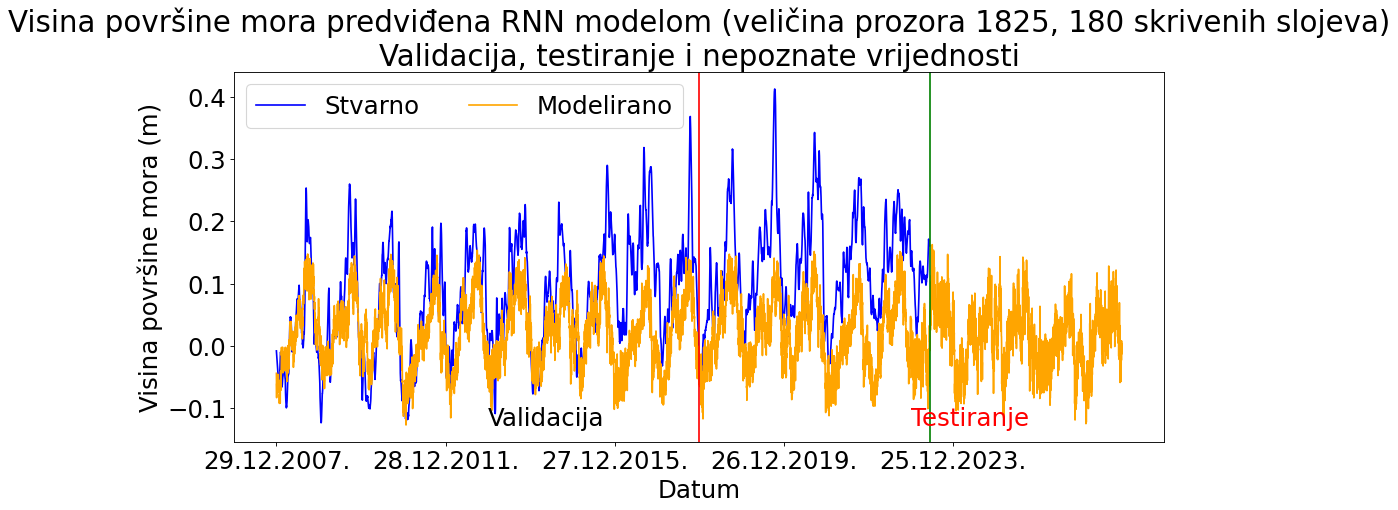 Visina površine mora predviđena RNN modelom (veličina prozora 1825, 180 skrivenih slojeva)
Validacija, testiranje i nepoznate vrijednosti
Stvarno Modelirano
Visina površine mora (m)
0.4
0.3
0.2
0.1
0.0
−0.1
Validacija Testiranje
29.12.2007. 28.12.2011. 27.12.2015. 26.12.2019. 25.12.2023.
Datum